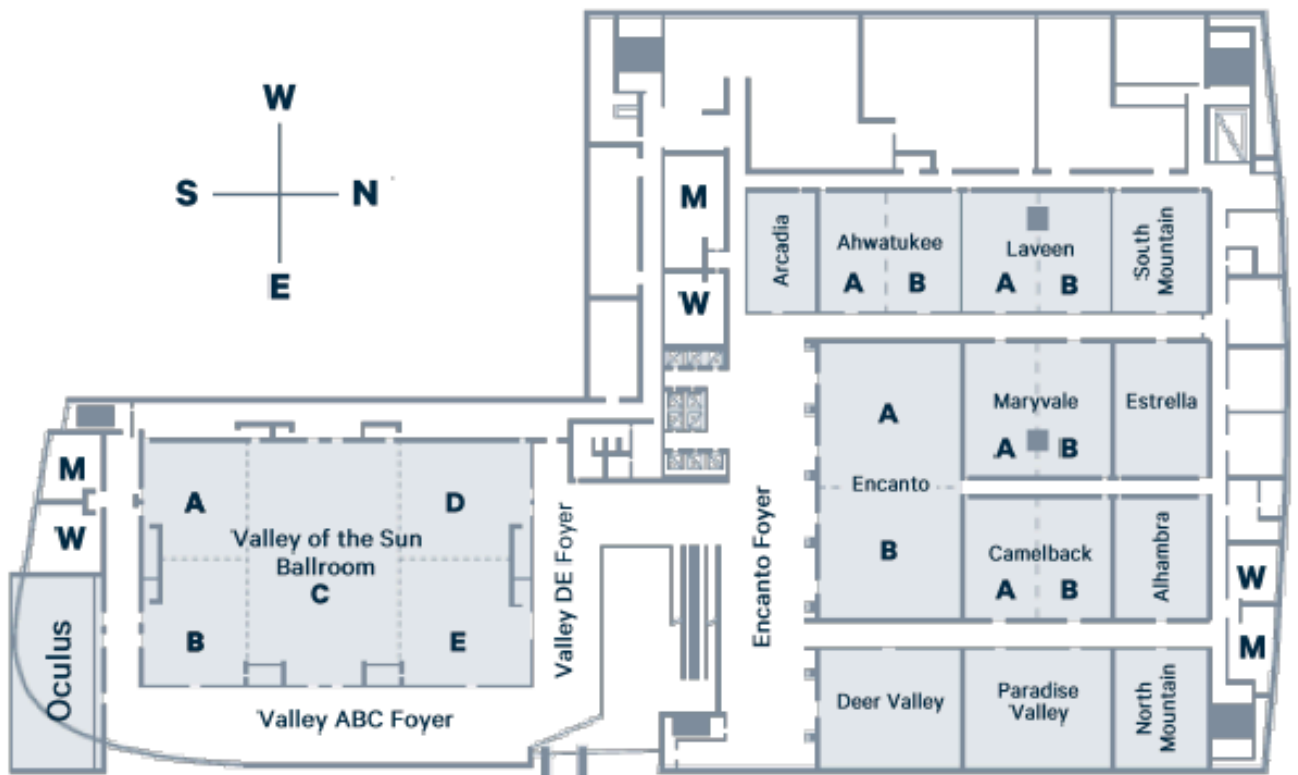 W
S N
E
M
W
Arcadia
Ahwatukee
A B
Laveen
A B
South
Mountain
A
Encanto
B
Maryvale
A B
Estrella
Camelback
A B
Alhambra
Deer Valley
Paradise
Valley
North
Mountain
W
M
Encanto Foyer
Valley DE Foyer
M
W
Oculus
A
D
Valley of the Sun
Ballroom
C
B
E
Valley ABC Foyer